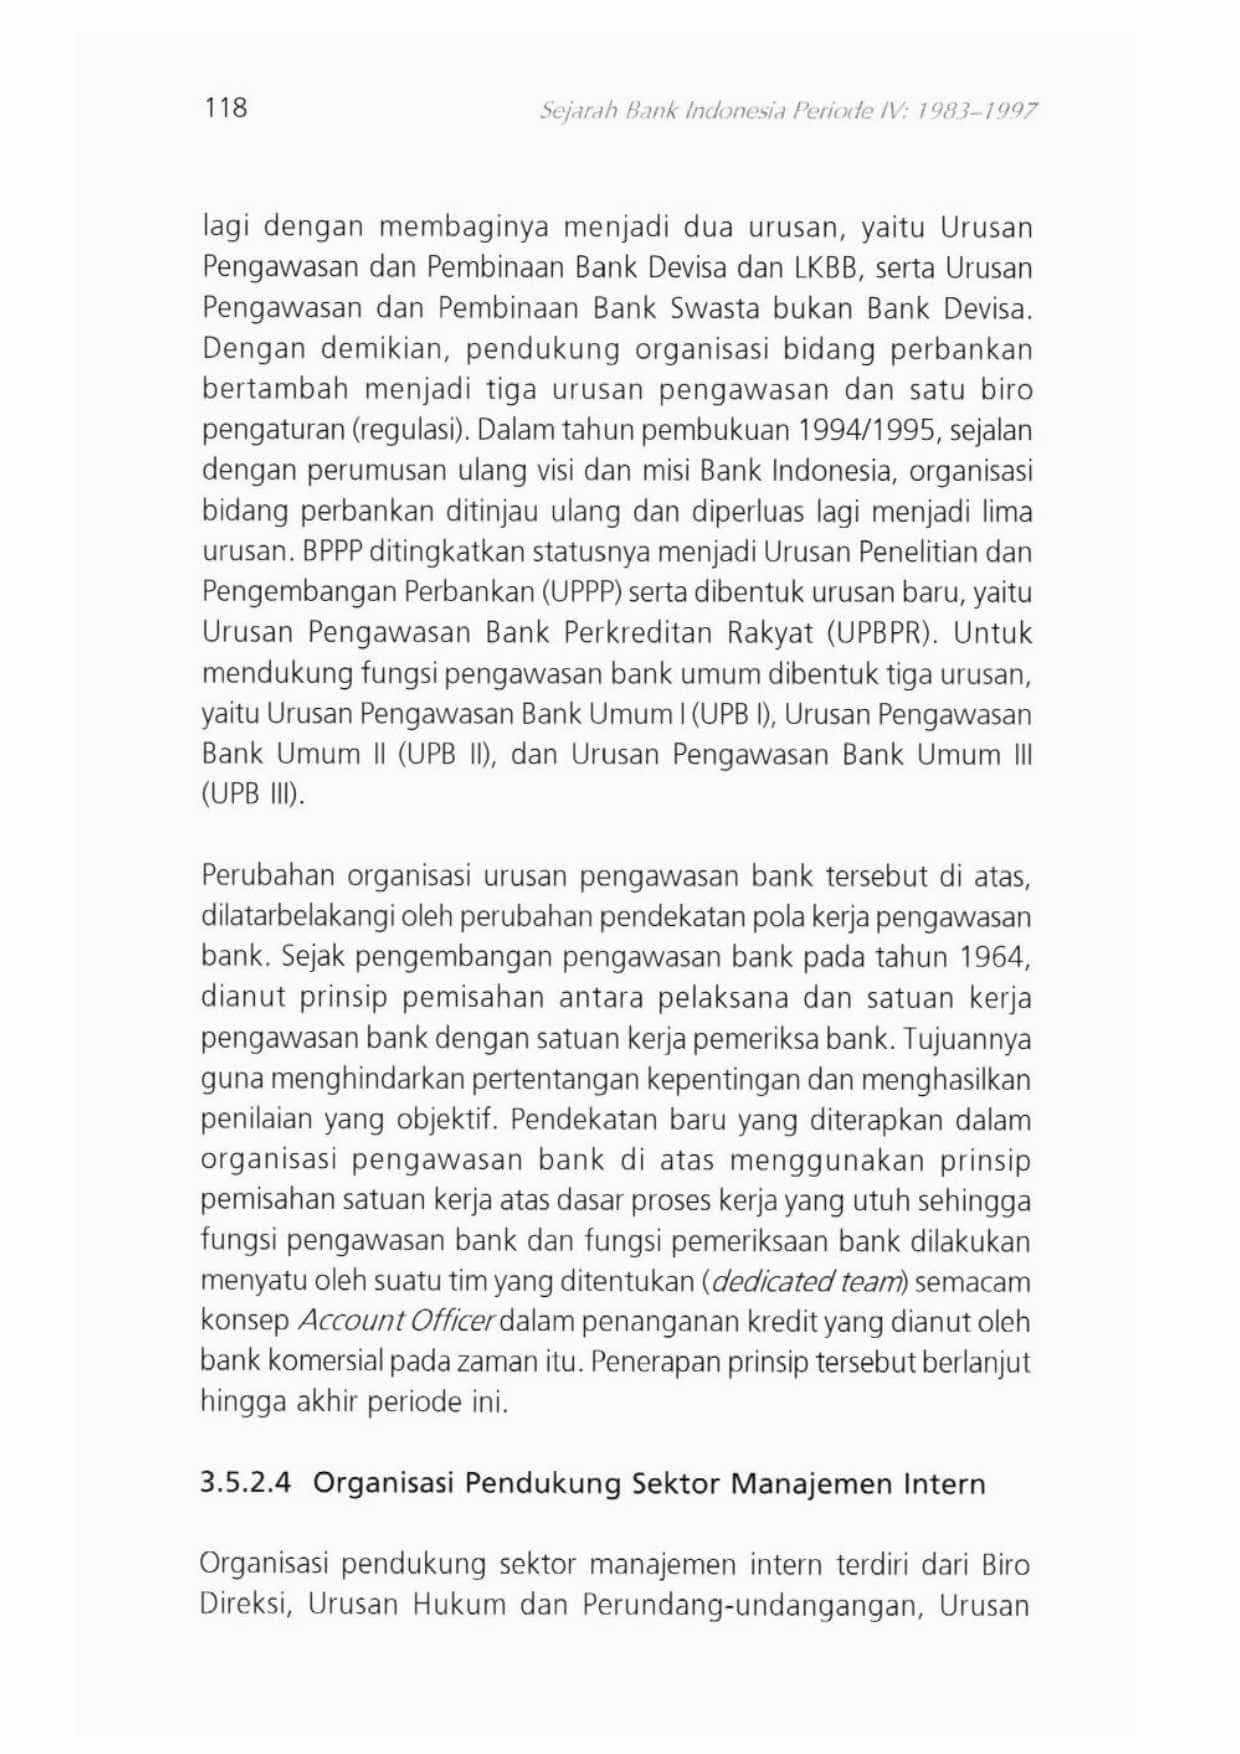 118
Sejarah Bank Indonesia Periode IV: 1983–1997
lagi dengan membaginya menjadi dua urusan, yaitu Urusan
Pengawasan dan Pembinaan Bank Devisa dan LKBB, serta Urusan
Pengawasan dan Pembinaan Bank Swasta bukan Bank Devisa.
Dengan demikian, pendukung organisasi bidang perbankan
bertambah menjadi tiga urusan pengawasan dan satu biro
pengaturan (regulasi). Dalam tahun pembukuan 1994/1995, sejalan
dengan perumusan ulang visi dan misi Bank Indonesia, organisasi
bidang perbankan ditinjau ulang dan diperluas lagi menjadi lima
urusan. BPPP ditingkatkan statusnya menjadi Urusan Penelitian dan
Pengembangan Perbankan (UPPP) serta dibentuk urusan baru, yaitu
Urusan Pengawasan Bank Perkreditan Rakyat (UPBPR). Untuk
mendukung fungsi pengawasan bank umum dibentuk tiga urusan,
yaitu Urusan Pengawasan Bank Umum I (UPB I), Urusan Pengawasan
Bank Umum II (UPB II), dan Urusan Pengawasan Bank Umum III
(UPB III).
Perubahan organisasi urusan pengawasan bank tersebut di atas,
dilatarbelakangi oleh perubahan pendekatan pola kerja pengawasan
bank. Sejak pengembangan pengawasan bank pada tahun 1964,
dianut prinsip pemisahan antara pelaksana dan satuan kerja
pengawasan bank dengan satuan kerja pemeriksa bank. Tujuannya
guna menghindarkan pertentangan kepentingan dan menghasilkan
penilaian yang objektif. Pendekatan baru yang diterapkan dalam
organisasi pengawasan bank di atas menggunakan prinsip
pemisahan satuan kerja atas dasar proses kerja yang utuh sehingga
fungsi pengawasan bank dan fungsi pemeriksaan bank dilakukan
menyatu oleh suatu tim yang ditentukan (dedicated team) semacam
konsep Account Officer dalam penanganan kredit yang dianut oleh
bank komersial pada zaman itu. Penerapan prinsip tersebut berlanjut
hingga akhir periode ini.
3.5.2.4 Organisasi Pendukung Sektor Manajemen Intern
Organisasi pendukung sektor manajemen intern terdiri dari Biro
Direksi, Urusan Hukum dan Perundang-undangangan, Urusan